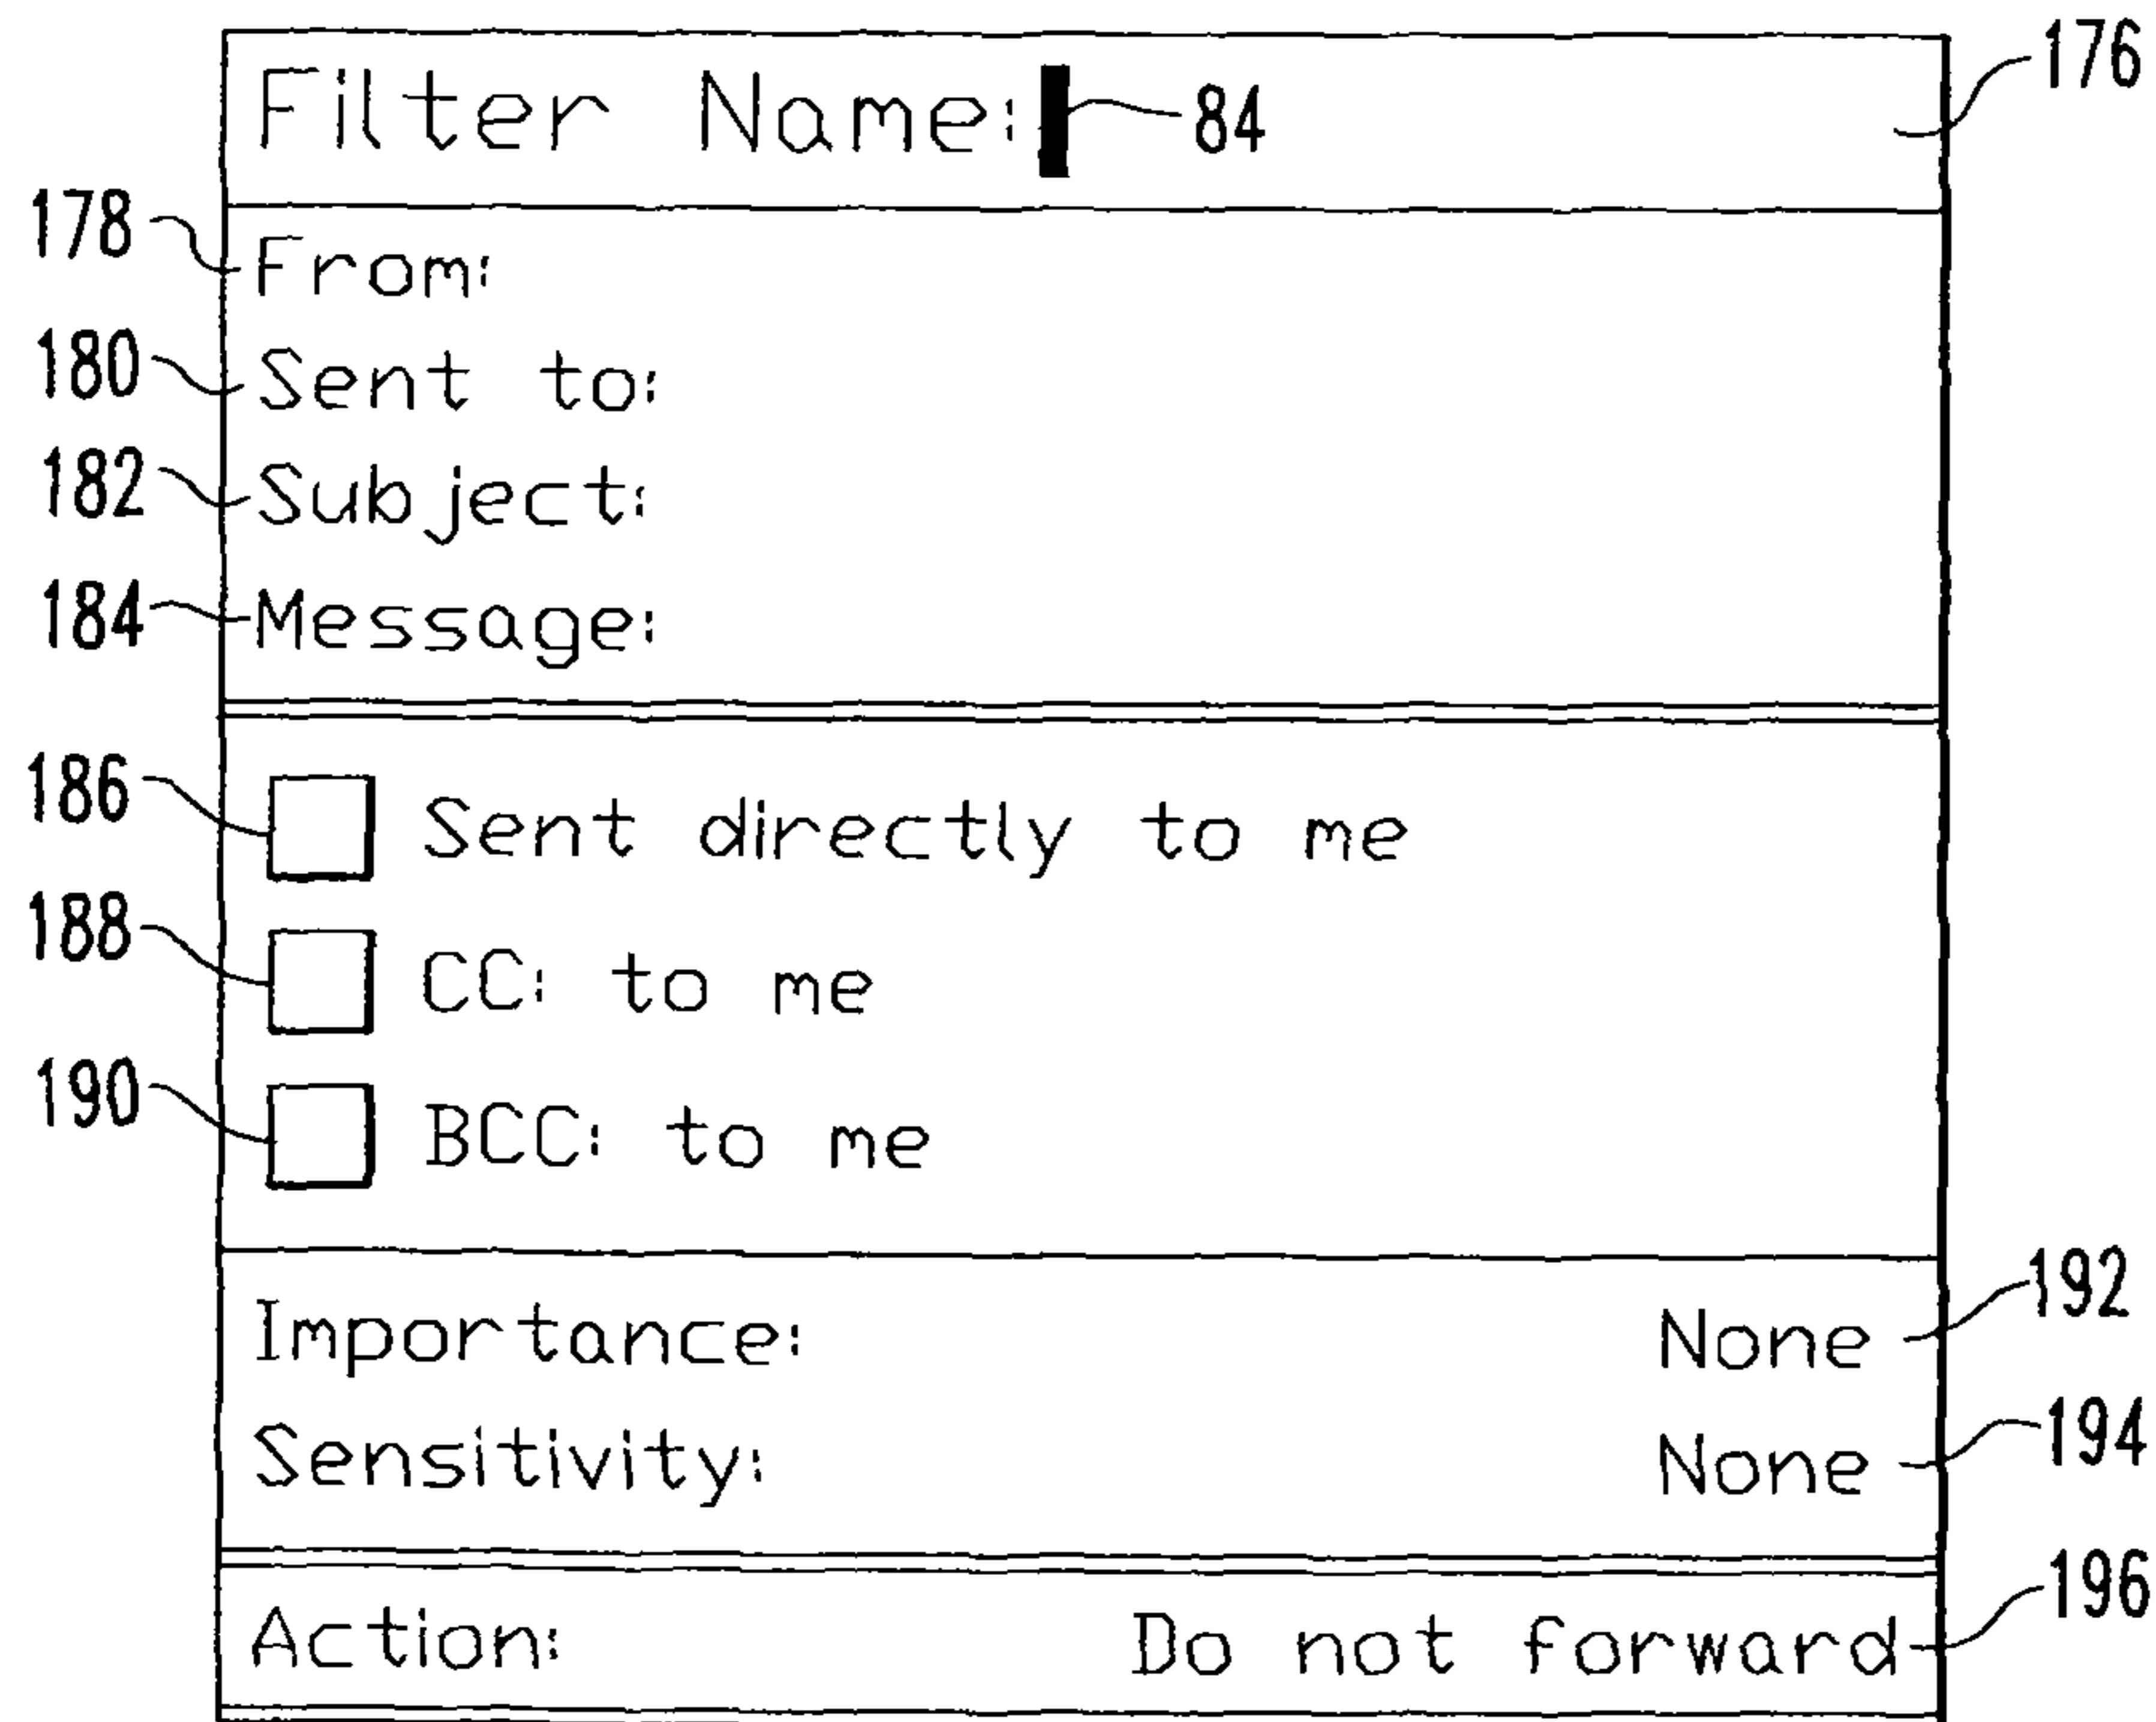 176
Filter Name: 84
178 From:
180 Sent to:
182 Subject:
184 Message:
186 Sent directly to me
188 CC: to me
190 BCC: to me
Importance: None 192
Sensitivity: None 194
Action: Do not forward 196